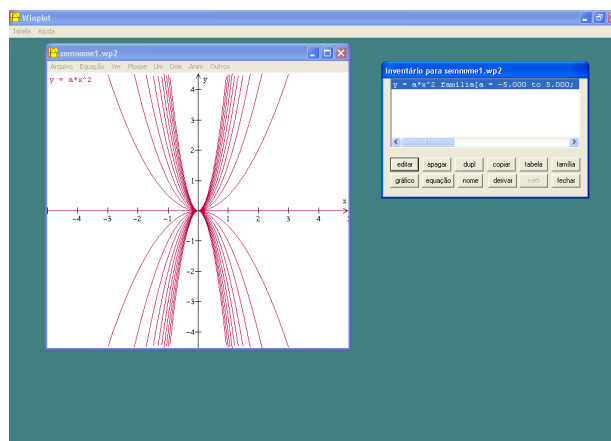 Winplot
Janela Ajuda
semnome1.wp2
Arquivo Equação Ver Mouse Um Dois Anim Outros
y = a*x^2
y
x
4
3
2
1
-1
-2
-3
-4
-4 -3 -2 -1 1 2 3 4
inventário para semnome1.wp2
y = a*x^2 família[a = -5.000 to 5.000;
editar apagar dupl copiar tabela família
gráfico equação nome derivar web fechar